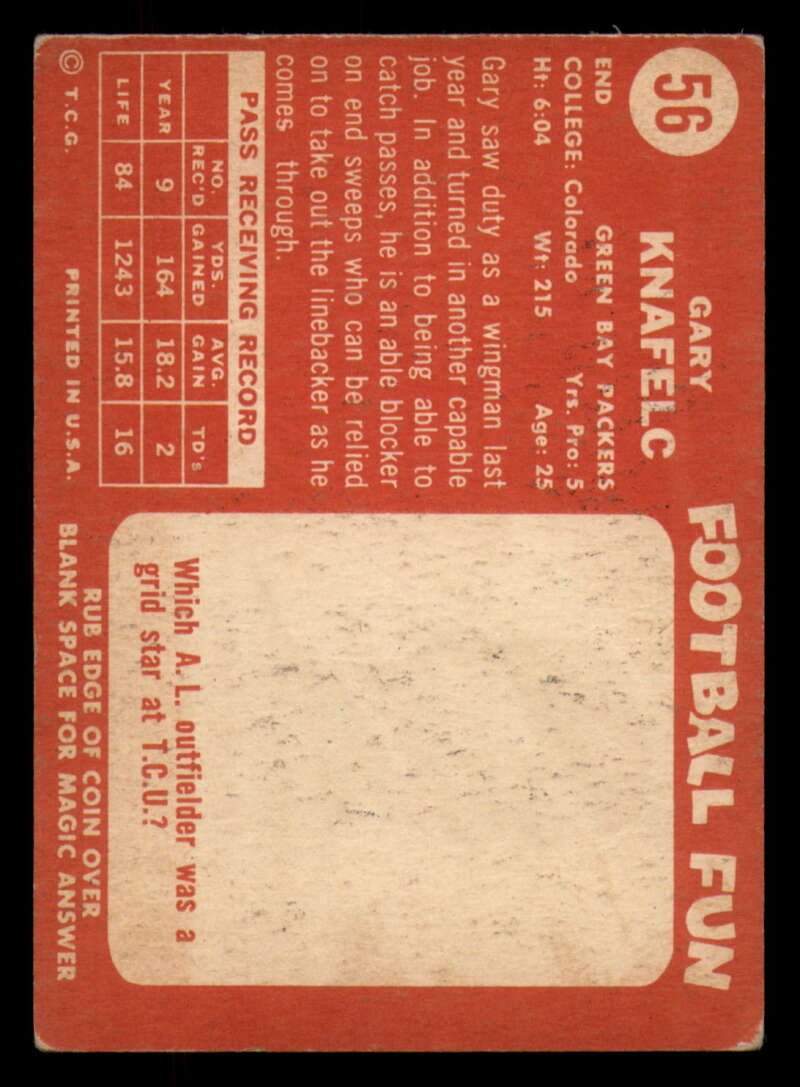 56
GARY
KNAFELC
GREEN BAY PACKERS
END
COLLEGE: Colorado Yrs. Pro: 5
Ht: 6:04 Wt: 215 Age: 25
Gary saw duty as a wingman last
year and turned in another capable
job. In addition to being able to
catch passes, he is an able blocker
on end sweeps who can be relied
on to take out the linebacker as he
comes through.
PASS RECEIVING RECORD
NO. REC'D YDS. GAINED AVG. GAIN TD's
YEAR 9 164 18.2 2
LIFE 84 1243 15.8 16
© T.C.G. PRINTED IN U.S.A.
FOOTBALL FUN
Which A. L. outfielder was a
grid star at T.C.U.?
RUB EDGE OF COIN OVER
BLANK SPACE FOR MAGIC ANSWER